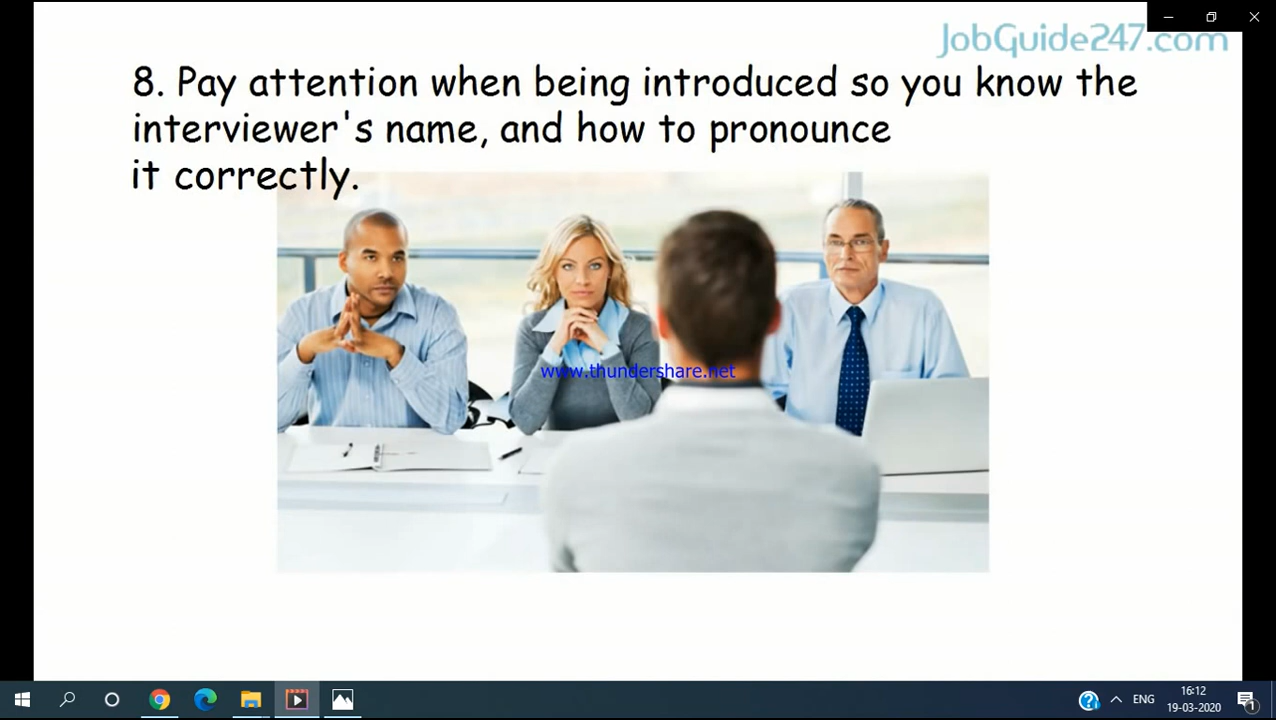 JobGuide247.com
8. Pay attention when being introduced so you know the
interviewer's name, and how to pronounce
it correctly.
www.thundershare.net
ENG
16:12
19-03-2020
1